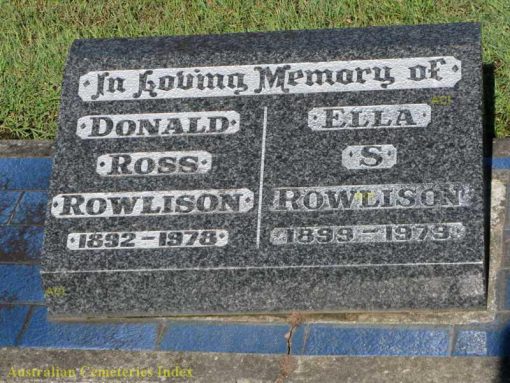 In Loving Memory of
DONALD
ROSS
ROWLISON
1892 - 1978
ELLA
S
ROWLISON
1899 - 1979
Australian Cemeteries Index